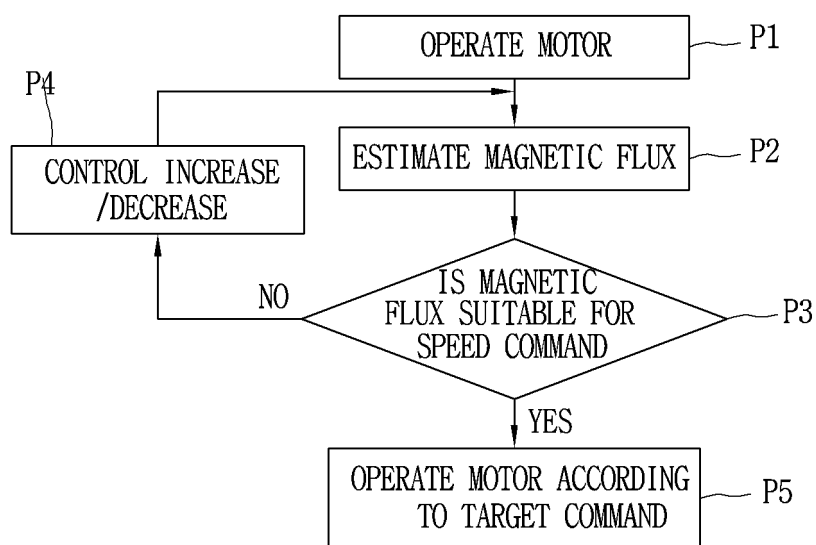 OPERATE MOTOR
P1
P4
ESTIMATE MAGNETIC FLUX
P2
CONTROL INCREASE
/DECREASE
NO
IS MAGNETIC
FLUX SUITABLE FOR
SPEED COMMAND
P3
YES
OPERATE MOTOR ACCORDING
TO TARGET COMMAND
P5